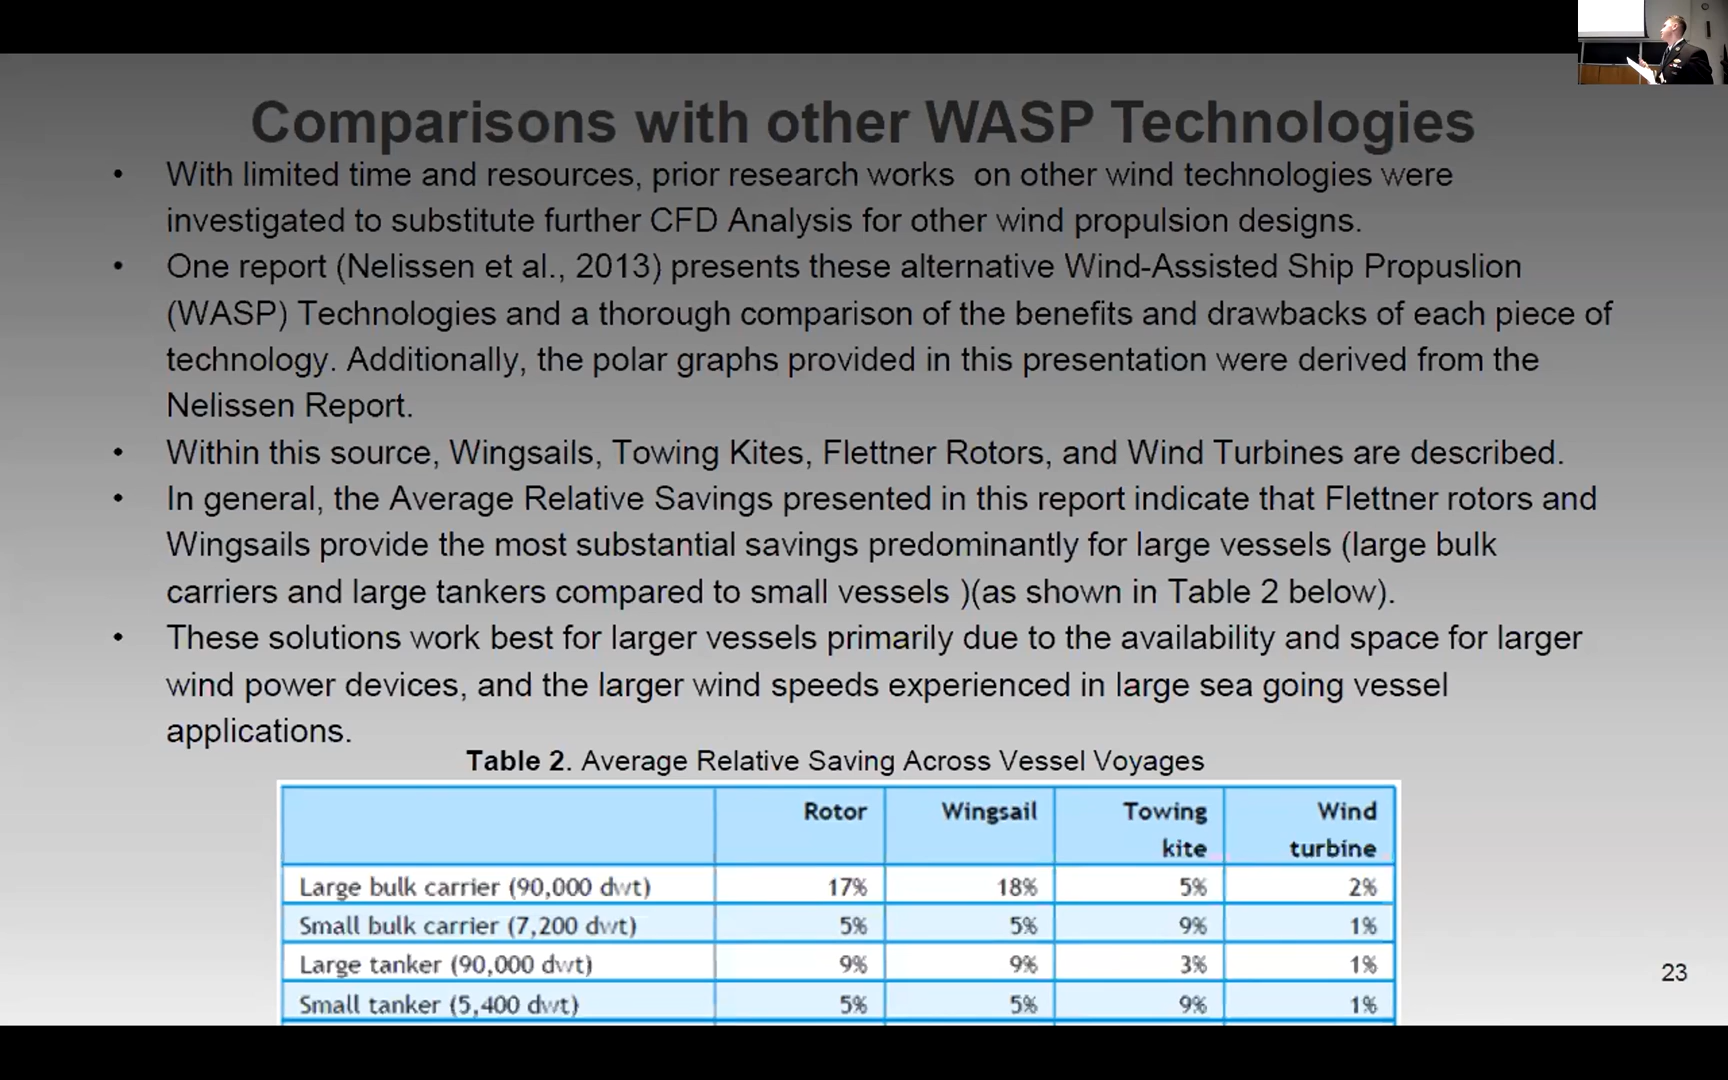 Comparisons with other WASP Technologies
• With limited time and resources, prior research works on other wind technologies were
investigated to substitute further CFD Analysis for other wind propulsion designs.
• One report (Nelissen et al., 2013) presents these alternative Wind-Assisted Ship Propuslion
(WASP) Technologies and a thorough comparison of the benefits and drawbacks of each piece of
technology. Additionally, the polar graphs provided in this presentation were derived from the
Nelissen Report.
• Within this source, Wingsails, Towing Kites, Flettner Rotors, and Wind Turbines are described.
• In general, the Average Relative Savings presented in this report indicate that Flettner rotors and
Wingsails provide the most substantial savings predominantly for large vessels (large bulk
carriers and large tankers compared to small vessels )(as shown in Table 2 below).
• These solutions work best for larger vessels primarily due to the availability and space for larger
wind power devices, and the larger wind speeds experienced in large sea going vessel
applications.
Table 2. Average Relative Saving Across Vessel Voyages
Rotor Wingsail Towing kite Wind turbine
Large bulk carrier (90,000 dwt) 17% 18% 5% 2%
Small bulk carrier (7,200 dwt) 5% 5% 9% 1%
Large tanker (90,000 dwt) 9% 9% 3% 1%
Small tanker (5,400 dwt) 5% 5% 9% 1%
23